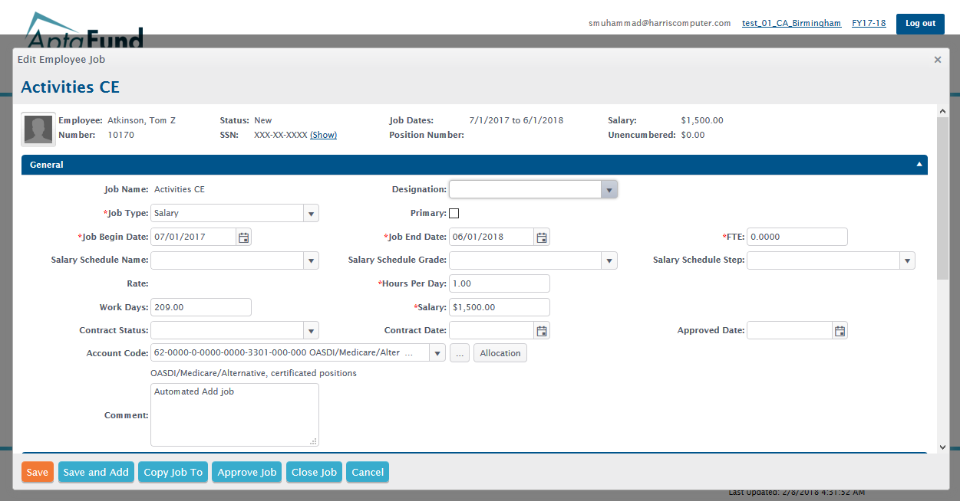 smuhammad@harriscomputer.com test_01_CA_Birmingham FY17-18 Log out
AptaFund
Edit Employee Job
Activities CE
Employee: Atkinson, Tom Z Status: New Job Dates: 7/1/2017 to 6/1/2018 Salary: $1,500.00
Number: 10170 SSN: XXX-XX-XXXX (Show) Position Number: Unencumbered: $0.00
General
Job Name: Activities CE Designation:
*Job Type: Salary Primary:
*Job Begin Date: 07/01/2017 *Job End Date: 06/01/2018 *FTE: 0.0000
Salary Schedule Name: Salary Schedule Grade: Salary Schedule Step:
Rate: *Hours Per Day: 1.00
Work Days: 209.00 *Salary: $1,500.00
Contract Status: Contract Date: Approved Date:
Account Code: 62-0000-0-0000-0000-3301-000-000 OASDI/Medicare/Alter ... ... Allocation
OASDI/Medicare/Alternative, certificated positions
Comment: Automated Add job
Save Save and Add Copy Job To Approve Job Close Job Cancel
Last Updated: 2/8/2018 4:31:52 AM